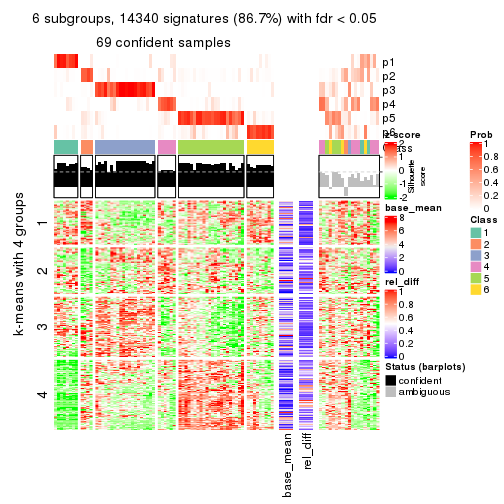 6 subgroups, 14340 signatures (86.7%) with fdr < 0.05
69 confident samples
p1
p2
p3
p4
p5
p6
Class
Silhouette
score
k-means with 4 groups
1
2
3
4
base_mean
rel_diff
z-score
2
1
0
-1
-2
base_mean
8
6
4
2
0
rel_diff
1
0.8
0.6
0.4
0.2
0
Status (barplots)
confident
ambiguous
Prob
1
0.8
0.6
0.4
0.2
0
Class
1
2
3
4
5
6